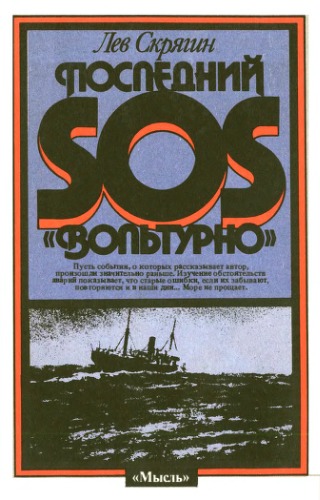 Лев Скрягин
ПОСЛЕДНИЙ
SOS
«ВОЛЬТУРНО»
Пусть события, о которых рассказывает автор,
произошли значительно раньше. Изучение обстоятельств
аварий показывает, что старые ошибки, если их забывают,
повторяются и в наши дни... Море не прощает.
«Мысль»